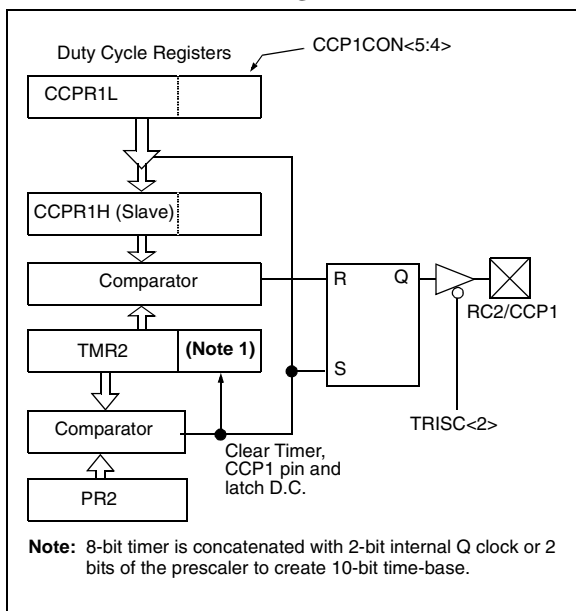 Duty Cycle Registers
CCP1CON<5:4>
CCPR1L
CCPR1H (Slave)
Comparator
R
Q
RC2/CCP1
TMR2
(Note 1)
S
TRISC<2>
Comparator
Clear Timer,
CCP1 pin and
latch D.C.
PR2
Note: 8-bit timer is concatenated with 2-bit internal Q clock or 2
bits of the prescaler to create 10-bit time-base.